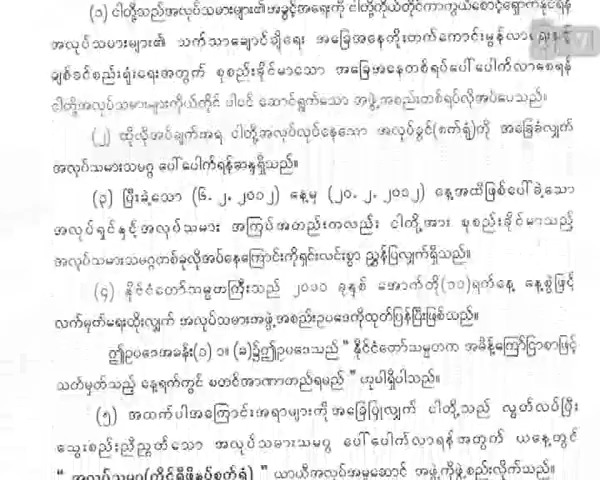 (၁) ငါတို့သည်အလုပ်သမားများ၏အခွင့်အရေးကို ငါတို့ကိုယ်တိုင်ကာကွယ်စောင့်ရှောက်နိုင်ရန်
အလုပ်သမားများ၏ သက်သာချောင်ချိရေး အခြေအနေတိုးတက်ကောင်းမွန်လာရေးနှင့်
ချစ်ခင်စည်းရုံးရေးအတွက် စုစည်းခိုင်မာသော အခြေအနေတစ်ရပ်ပေါ်ပေါက်လာစေရန်
ငါတို့အလုပ်သမားများကိုယ်တိုင် ပါဝင် ဆောင်ရွက်သော အဖွဲ့အစည်းတစ်ရပ်လိုအပ်ပေသည်။
(၂) ထိုလိုအပ်ချက်အရ ငါတို့အလုပ်လုပ်နေသော အလုပ်ခွင်(စက်ရုံ)ကို အခြေခံလျှက်
အလုပ်သမားသမဂ္ဂ ပေါ်ပေါက်ရန်ဆန္ဒရှိသည်။
(၃) ပြီးခဲ့သော (၆.၂.၂၀၁၂) နေ့မှ (၂၀.၂.၂၀၁၂) နေ့အထိဖြစ်ပေါ်ခဲ့သော
အလုပ်ရှင်နှင့်အလုပ်သမား အကြပ်အတည်းကလည်း ငါတို့အား စုစည်းခိုင်မာသည့်
အလုပ်သမားသမဂ္ဂတစ်ခုလိုအပ်နေကြောင်းကိုရှင်းလင်းစွာ ညွှန်ပြလျှက်ရှိသည်။
(၄) နိုင်ငံတော်သမ္မတကြီးသည် ၂၀၁၁ ခုနှစ် အောက်တို(၁၁)ရက်နေ့ နေ့စွဲဖြင့်
လက်မှတ်ရေးထိုးလျှက် အလုပ်သမားအဖွဲ့အစည်းဥပဒေကိုထုတ်ပြန်ပြီးဖြစ်သည်။
ဤဥပဒေအခန်း(၁) ၁။ (ခ)၌ဤဥပဒေသည် " နိုင်ငံတော်သမ္မတက အမိန့်ကြော်ငြာစာဖြင့်
သတ်မှတ်သည့် နေ့ရက်တွင် စတင်အာဏာတည်ရမည် " ဟုပါရှိပါသည်။
(၅) အထက်ပါအကြောင်းအရာများကိုအခြေပြုလျှက် ငါတို့သည် လွတ်လပ်ပြီး
သွေးစည်းညီညွတ်သော အလုပ်သမားသမဂ္ဂ ပေါ်ပေါက်လာရန်အတွက် ယနေ့တွင်
" အလုပ်သမဂ္ဂ ( " ယာယီအလုပ်အမှုဆောင် အဖွဲ့ကိုဖွဲ့စည်းလိုက်သည်။